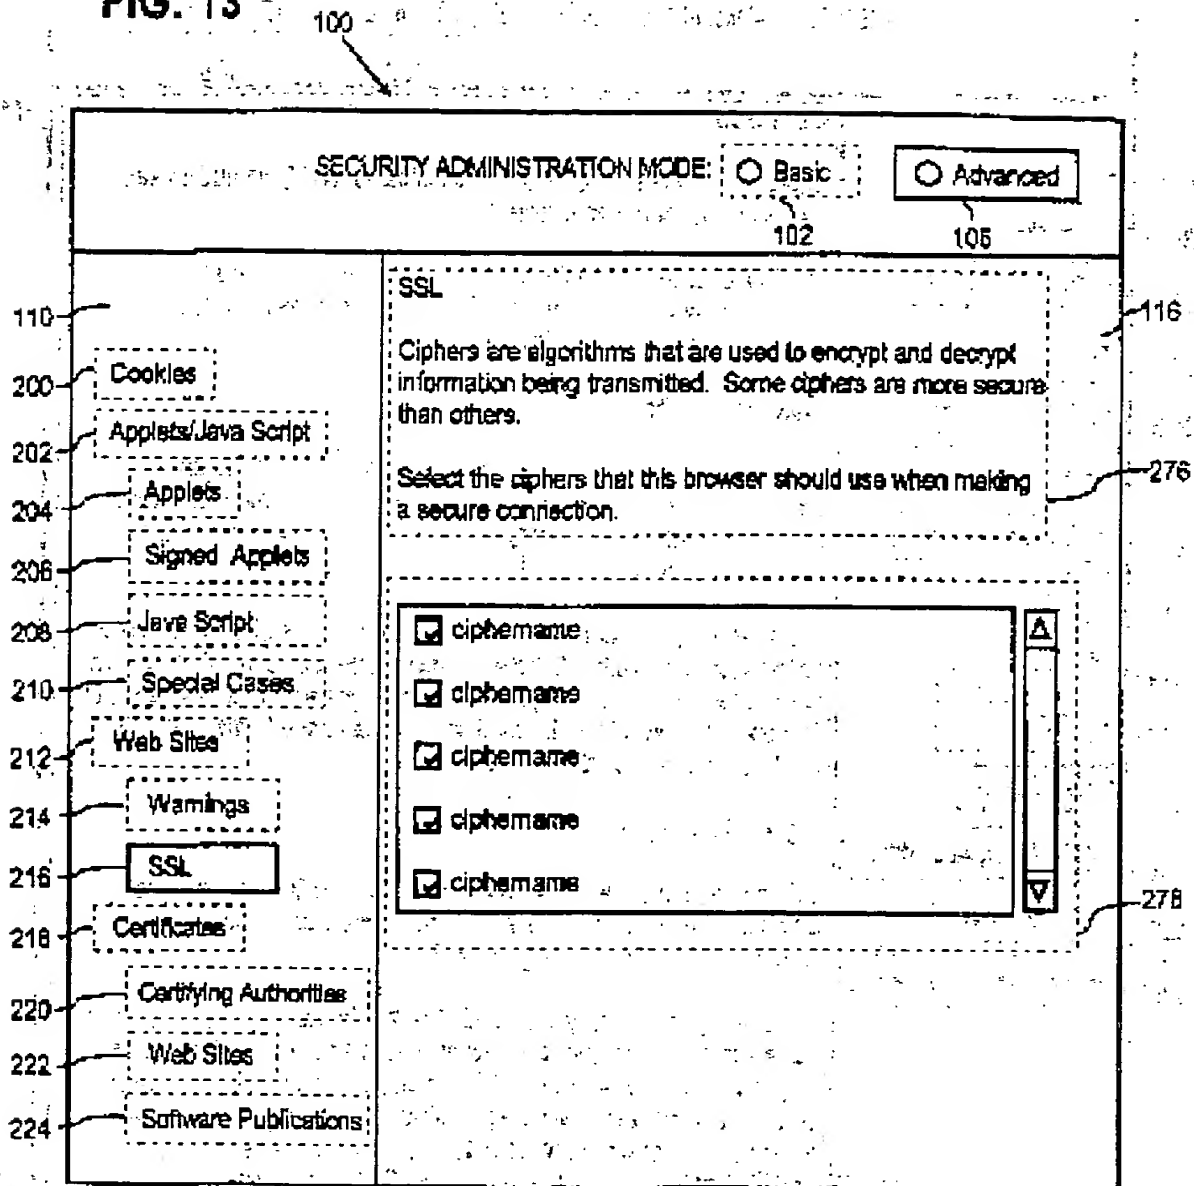 FIG. 13
100
SECURITY ADMINISTRATION MODE: Basic Advanced
102 106
110
116
200 Cookies
202 Applets/Java Script
204 Applets
206 Signed Applets
208 Java Script
210 Special Cases
212 Web Sites
214 Warnings
216 SSL
218 Certificates
220 Certifying Authorities
222 Web Sites
224 Software Publications
SSL
Ciphers are algorithms that are used to encrypt and decrypt
information being transmitted. Some ciphers are more secure
than others.
Select the ciphers that this browser should use when making
a secure connection.
276
ciphername
ciphername
ciphername
ciphername
ciphername
278